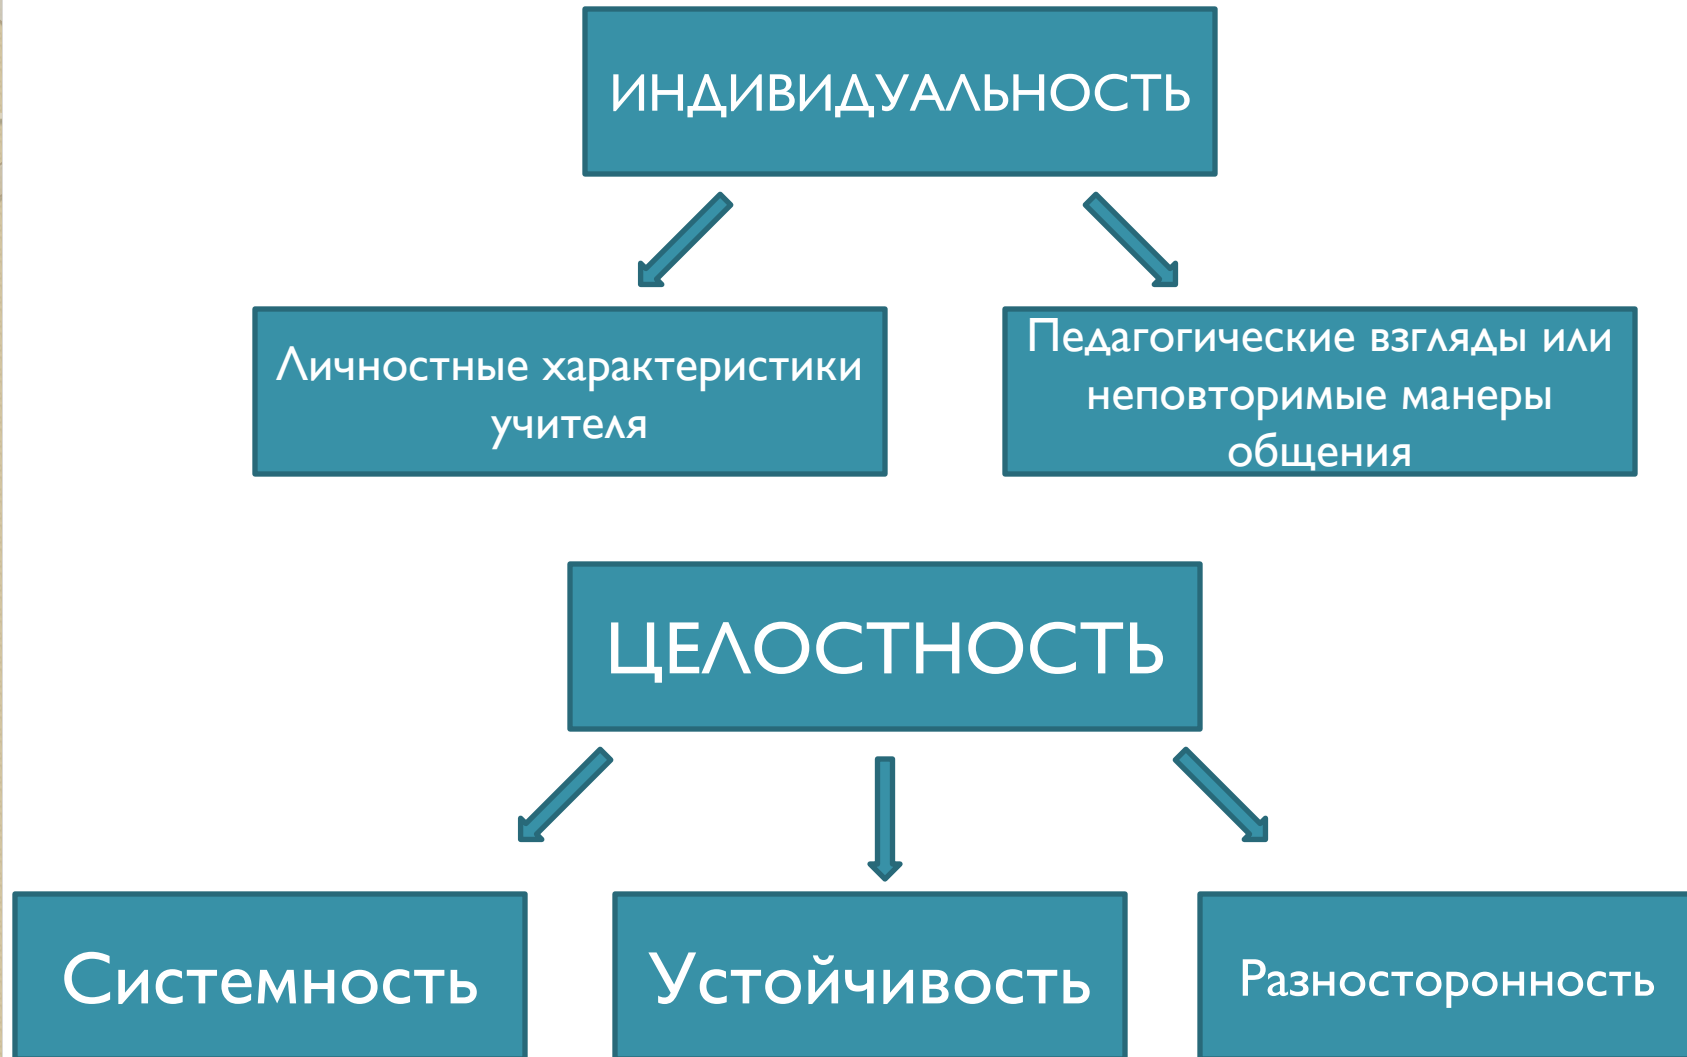 ИНДИВИДУАЛЬНОСТЬ
Личностные характеристики
учителя
Педагогические взгляды или
неповторимые манеры
общения
ЦЕЛОСТНОСТЬ
Системность
Устойчивость
Разносторонность